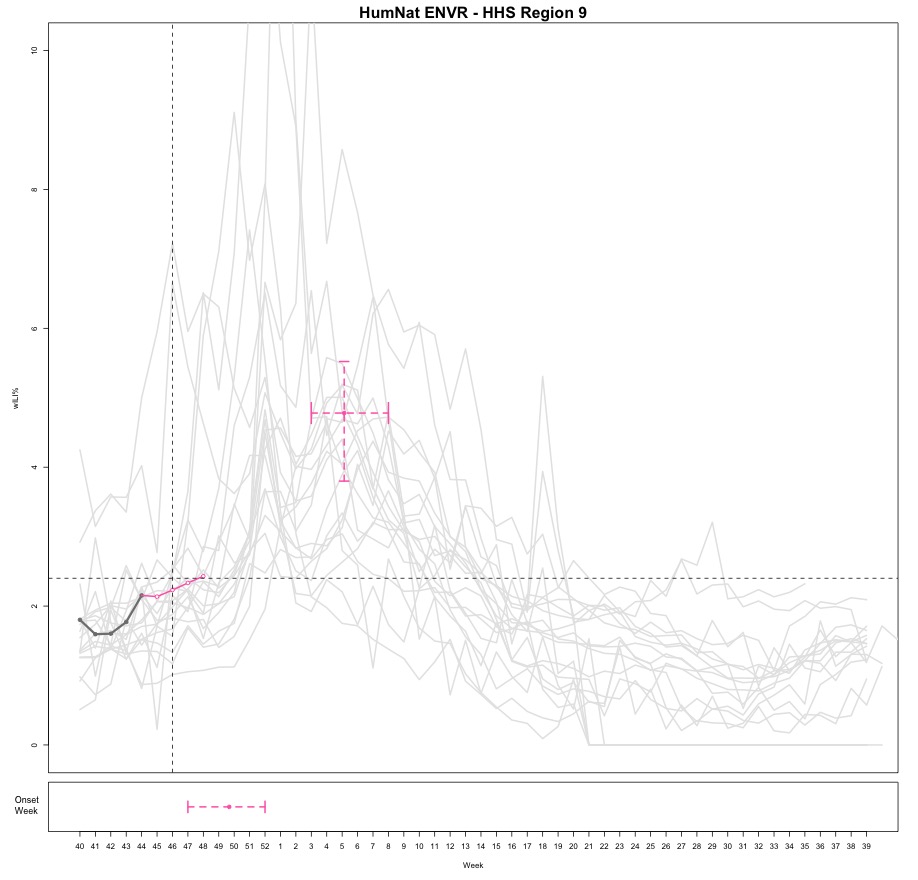 HumNat ENVR - HHS Region 9
10
8
6
wILI%
4
2
0
Onset
Week
40 41 42 43 44 45 46 47 48 49 50 51 52 1 2 3 4 5 6 7 8 9 10 11 12 13 14 15 16 17 18 19 20 21 22 23 24 25 26 27 28 29 30 31 32 33 34 35 36 37 38 39
Week